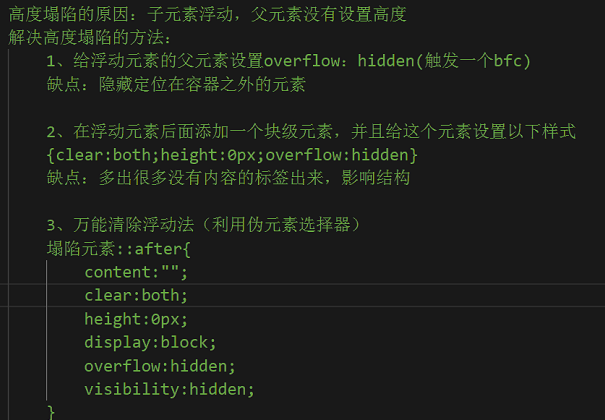 高度塌陷的原因：子元素浮动，父元素没有设置高度
解决高度塌陷的方法：
1、给浮动元素的父元素设置overflow：hidden(触发一个bfc)
缺点：隐藏定位在容器之外的元素
2、在浮动元素后面添加一个块级元素，并且给这个元素设置以下样式
{clear:both;height:0px;overflow:hidden}
缺点：多出很多没有内容的标签出来，影响结构
3、万能清除浮动法（利用伪元素选择器）
塌陷元素::after{
content:"";
clear:both;
height:0px;
display:block;
overflow:hidden;
visibility:hidden;
}